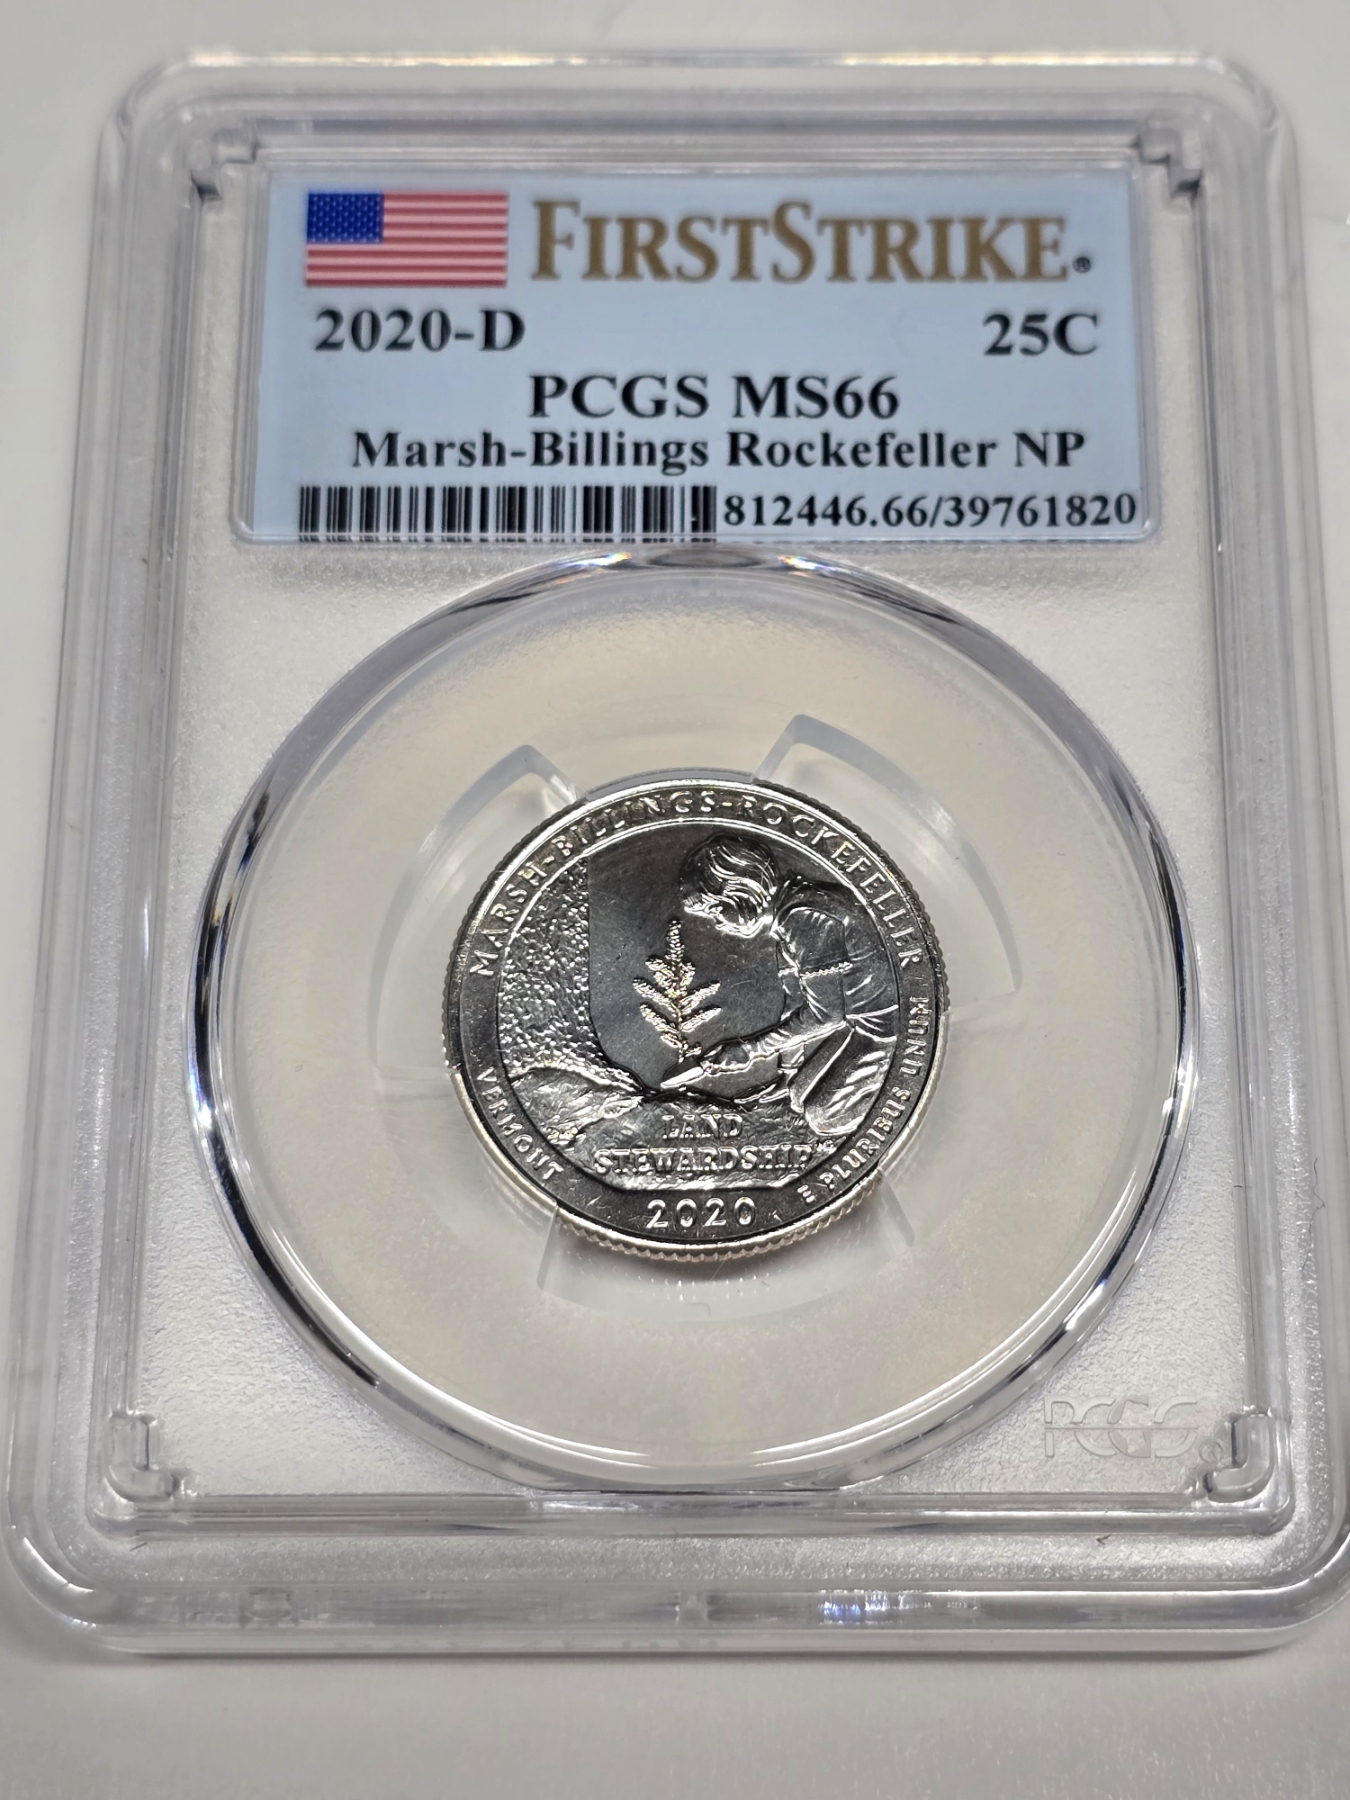 FIRSTSTRIKE®
2020-D 25C
PCGS MS66
Marsh-Billings Rockefeller NP
812446.66/39761820
MARSH-BILLINGS-ROCKEFELLER
VERMONT
LAND
STEWARDSHIP
2020
E PLURIBUS UNUM
PCGS